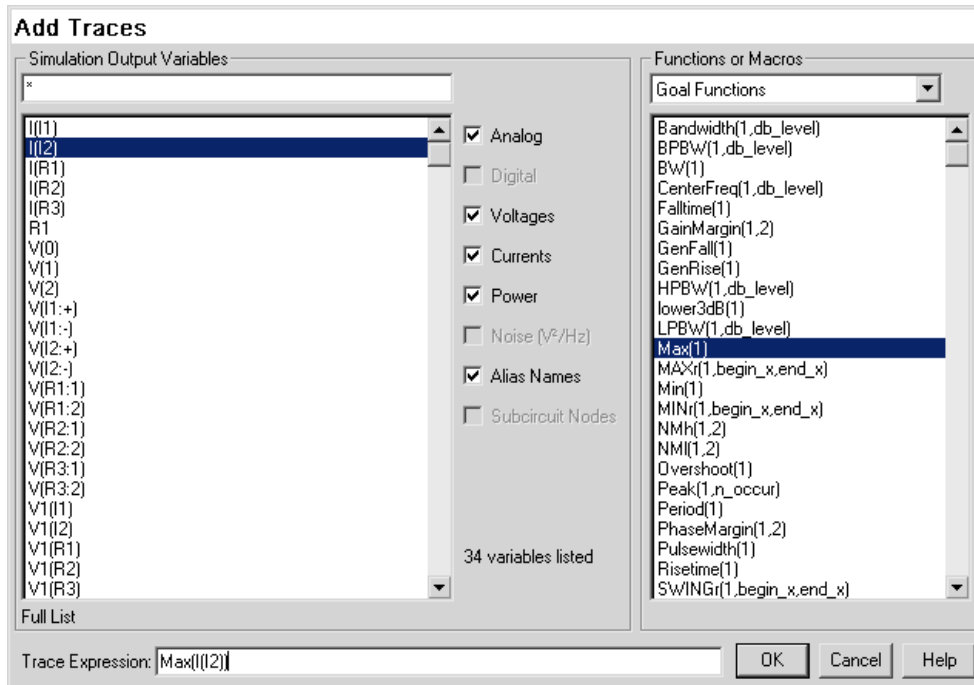 Add Traces
Simulation Output Variables
*
I(I1)
I(I2)
I(R1)
I(R2)
I(R3)
R1
V(0)
V(1)
V(2)
V(I1:+)
V(I1:-)
V(I2:+)
V(I2:-)
V(R1:1)
V(R1:2)
V(R2:1)
V(R2:2)
V(R3:1)
V(R3:2)
V1(I1)
V1(I2)
V1(R1)
V1(R2)
V1(R3)
Full List
Analog
Digital
Voltages
Currents
Power
Noise (V²/Hz)
Alias Names
Subcircuit Nodes
34 variables listed
Functions or Macros
Goal Functions
Bandwidth(1,db_level)
BPBW(1,db_level)
BW(1)
CenterFreq(1,db_level)
Falltime(1)
GainMargin(1,2)
GenFall(1)
GenRise(1)
HPBW(1,db_level)
lower3dB(1)
LPBW(1,db_level)
Max(1)
MAXr(1,begin_x,end_x)
Min(1)
MINr(1,begin_x,end_x)
NMh(1,2)
NMl(1,2)
Overshoot(1)
Peak(1,n_occur)
Period(1)
PhaseMargin(1,2)
Pulsewidth(1)
Risetime(1)
SWINGr(1,begin_x,end_x)
Trace Expression: Max(I(I2))
OK
Cancel
Help